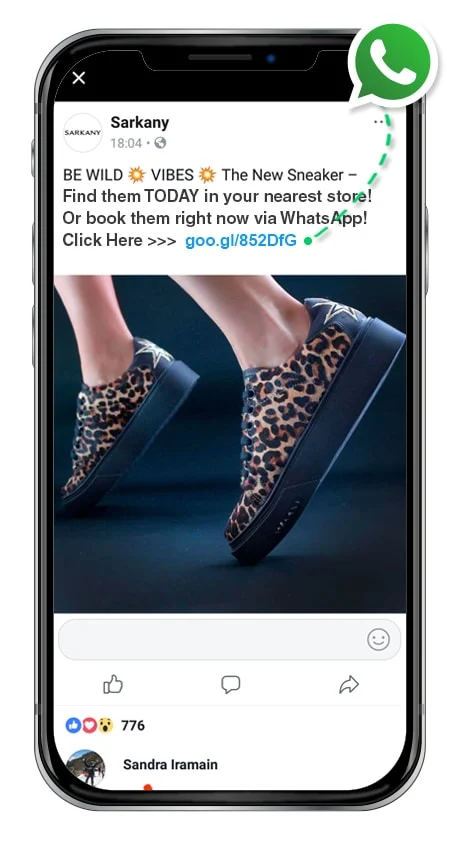 SARKANY
Sarkany
18:04
BE WILD 💥 VIBES 💥 The New Sneaker –
Find them TODAY in your nearest store!
Or book them right now via WhatsApp!
Click Here >>> goo.gl/852DfG
776
Sandra Iramain